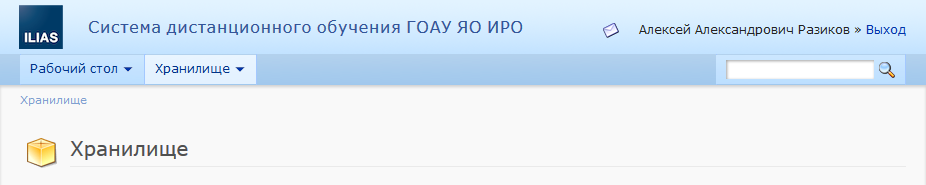 ILIAS
Система дистанционного обучения ГОАУ ЯО ИРО
Алексей Александрович Разиков » Выход
Рабочий стол Хранилище
Хранилище
Хранилище